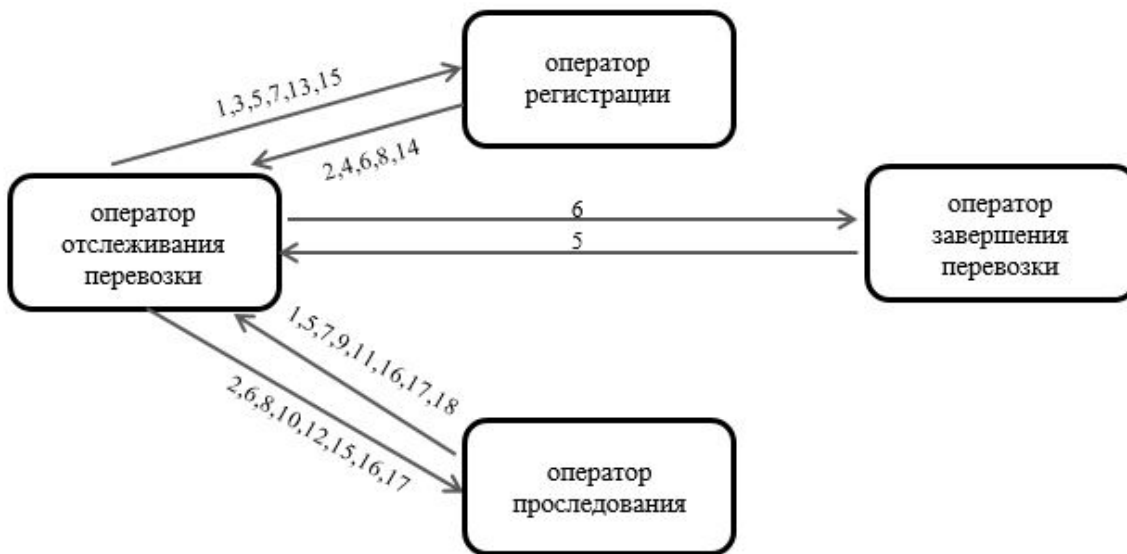 оператор
регистрации
1,3,5,7,13,15
2,4,6,8,14
оператор
отслеживания
перевозки
6
5
оператор
завершения
перевозки
1,5,7,9,11,16,17,18
2,6,8,10,12,15,16,17
оператор
проследования